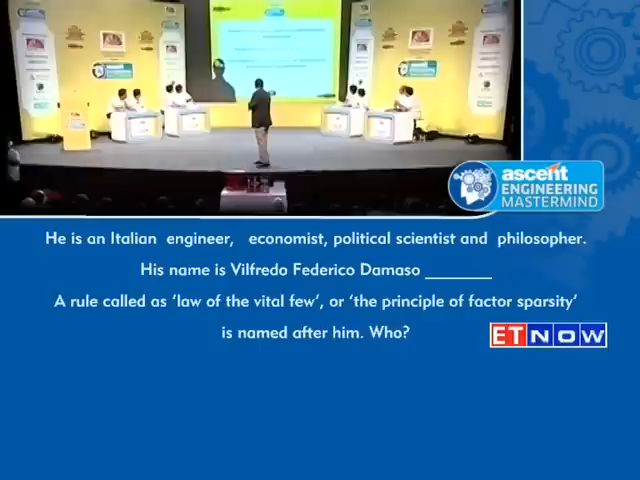 ascent
ENGINEERING
MASTERMIND
He is an Italian engineer, economist, political scientist and philosopher.
His name is Vilfredo Federico Damaso ________
A rule called as 'law of the vital few', or 'the principle of factor sparsity'
is named after him. Who?
ET NOW